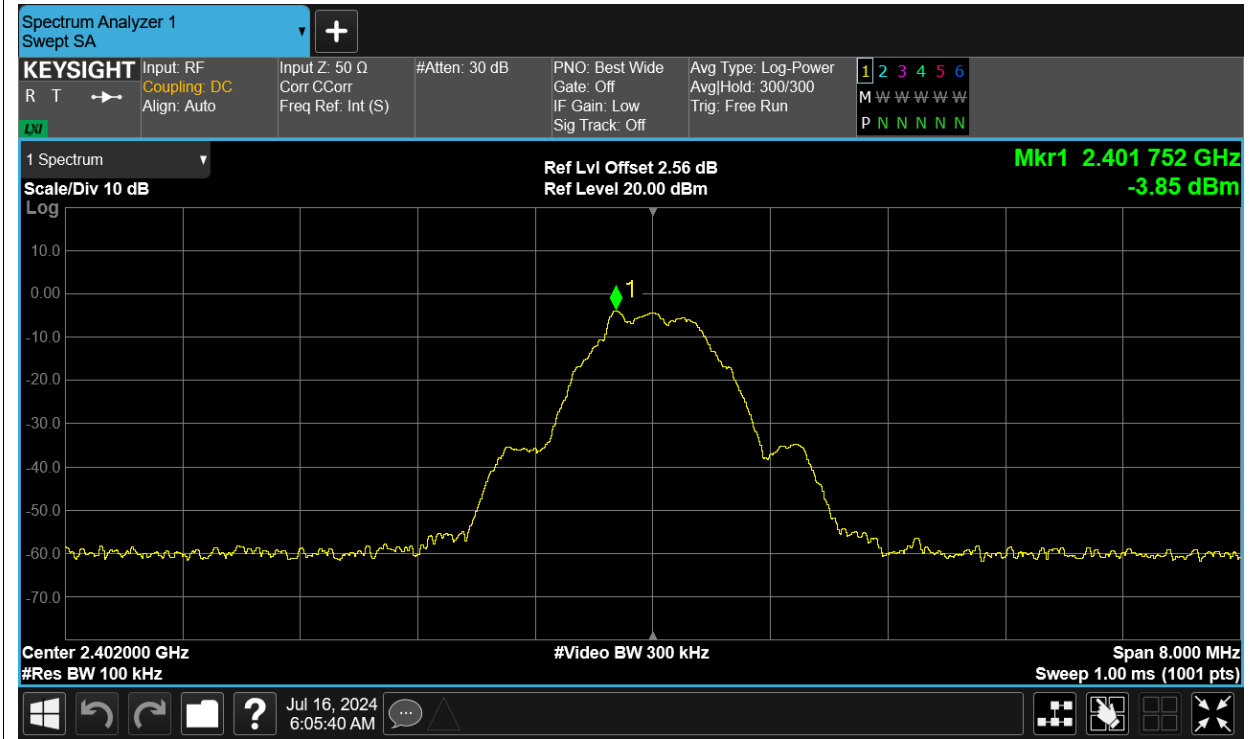 Spectrum Analyzer 1
Swept SA
KEYSIGHT
R T
LXI
Input: RF
Coupling: DC
Align: Auto
Input Z: 50 Ω
Corr CCorr
Freq Ref: Int (S)
#Atten: 30 dB
PNO: Best Wide
Gate: Off
IF Gain: Low
Sig Track: Off
Avg Type: Log-Power
Avg|Hold: 300/300
Trig: Free Run
1 2 3 4 5 6
M W W W W W
P N N N N N
1 Spectrum
Scale/Div 10 dB
Log
Ref Lvl Offset 2.56 dB
Ref Level 20.00 dBm
Mkr1 2.401 752 GHz
-3.85 dBm
1
10.0
0.00
-10.0
-20.0
-30.0
-40.0
-50.0
-60.0
-70.0
Center 2.402000 GHz
#Res BW 100 kHz
#Video BW 300 kHz
Span 8.000 MHz
Sweep 1.00 ms (1001 pts)
?
Jul 16, 2024
6:05:40 AM